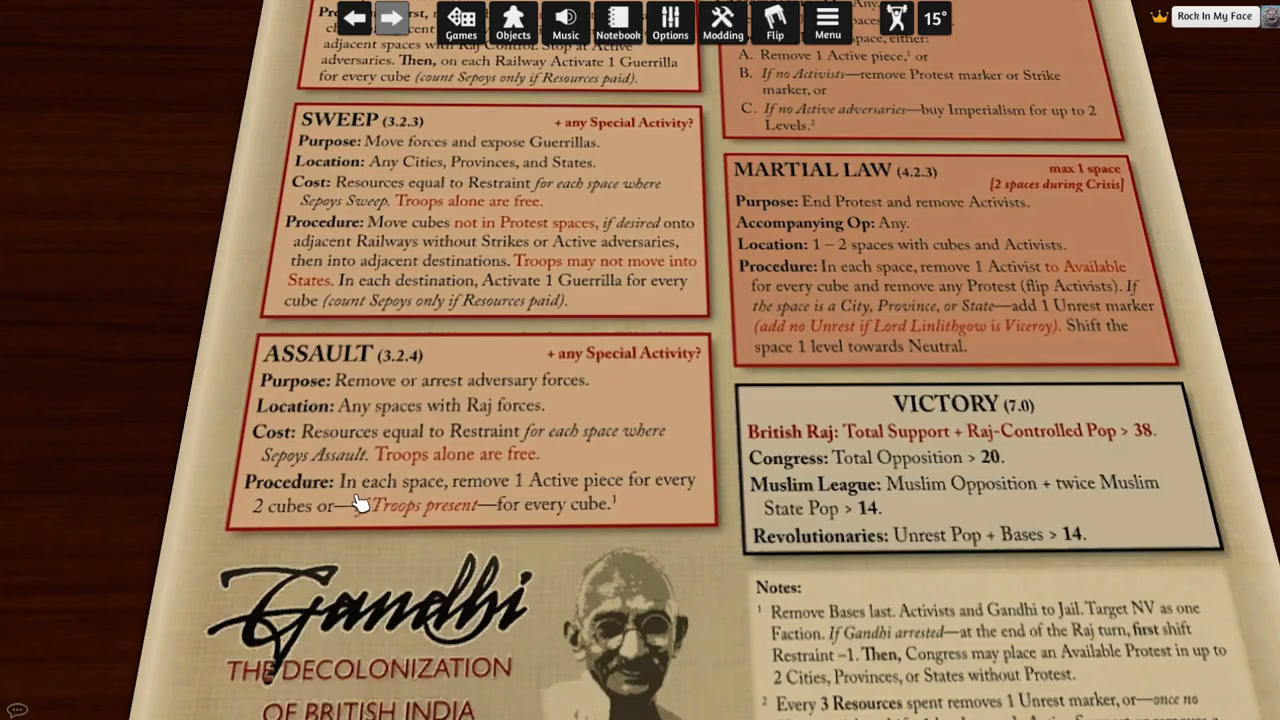 Games
Objects
Music
Notebook
Options
Modding
Flip
Menu
15°
Rock In My Face
adjacent spaces with Raj Control. Stop at Active
adversaries. Then, on each Railway Activate 1 Guerrilla
for every cube (count Sepoys only if Resources paid).
SWEEP (3.2.3) + any Special Activity?
Purpose: Move forces and expose Guerrillas.
Location: Any Cities, Provinces, and States.
Cost: Resources equal to Restraint for each space where
Sepoys Sweep. Troops alone are free.
Procedure: Move cubes not in Protest spaces, if desired onto
adjacent Railways without Strikes or Active adversaries,
then into adjacent destinations. Troops may not move into
States. In each destination, Activate 1 Guerrilla for every
cube (count Sepoys only if Resources paid).
ASSAULT (3.2.4) + any Special Activity?
Purpose: Remove or arrest adversary forces.
Location: Any spaces with Raj forces.
Cost: Resources equal to Restraint for each space where
Sepoys Assault. Troops alone are free.
Procedure: In each space, remove 1 Active piece for every
2 cubes or— Troops present—for every cube.¹
Gandhi
THE DECOLONIZATION
OF BRITISH INDIA
either:
A. Remove 1 Active piece,¹ or
B. If no Activists—remove Protest marker or Strike
marker, or
C. If no Active adversaries—buy Imperialism for up to 2
Levels.²
MARTIAL LAW (4.2.3) max 1 space
[2 spaces during Crisis]
Purpose: End Protest and remove Activists.
Accompanying Op: Any.
Location: 1 – 2 spaces with cubes and Activists.
Procedure: In each space, remove 1 Activist to Available
for every cube and remove any Protest (flip Activists). If
the space is a City, Province, or State—add 1 Unrest marker
(add no Unrest if Lord Linlithgow is Viceroy). Shift the
space 1 level towards Neutral.
VICTORY (7.0)
British Raj: Total Support + Raj-Controlled Pop > 38.
Congress: Total Opposition > 20.
Muslim League: Muslim Opposition + twice Muslim
State Pop > 14.
Revolutionaries: Unrest Pop + Bases > 14.
Notes:
¹ Remove Bases last. Activists and Gandhi to Jail. Target NV as one
Faction. If Gandhi arrested—at the end of the Raj turn, first shift
Restraint –1. Then, Congress may place an Available Protest in up to
2 Cities, Provinces, or States without Protest.
² Every 3 Resources spent removes 1 Unrest marker, or—once no